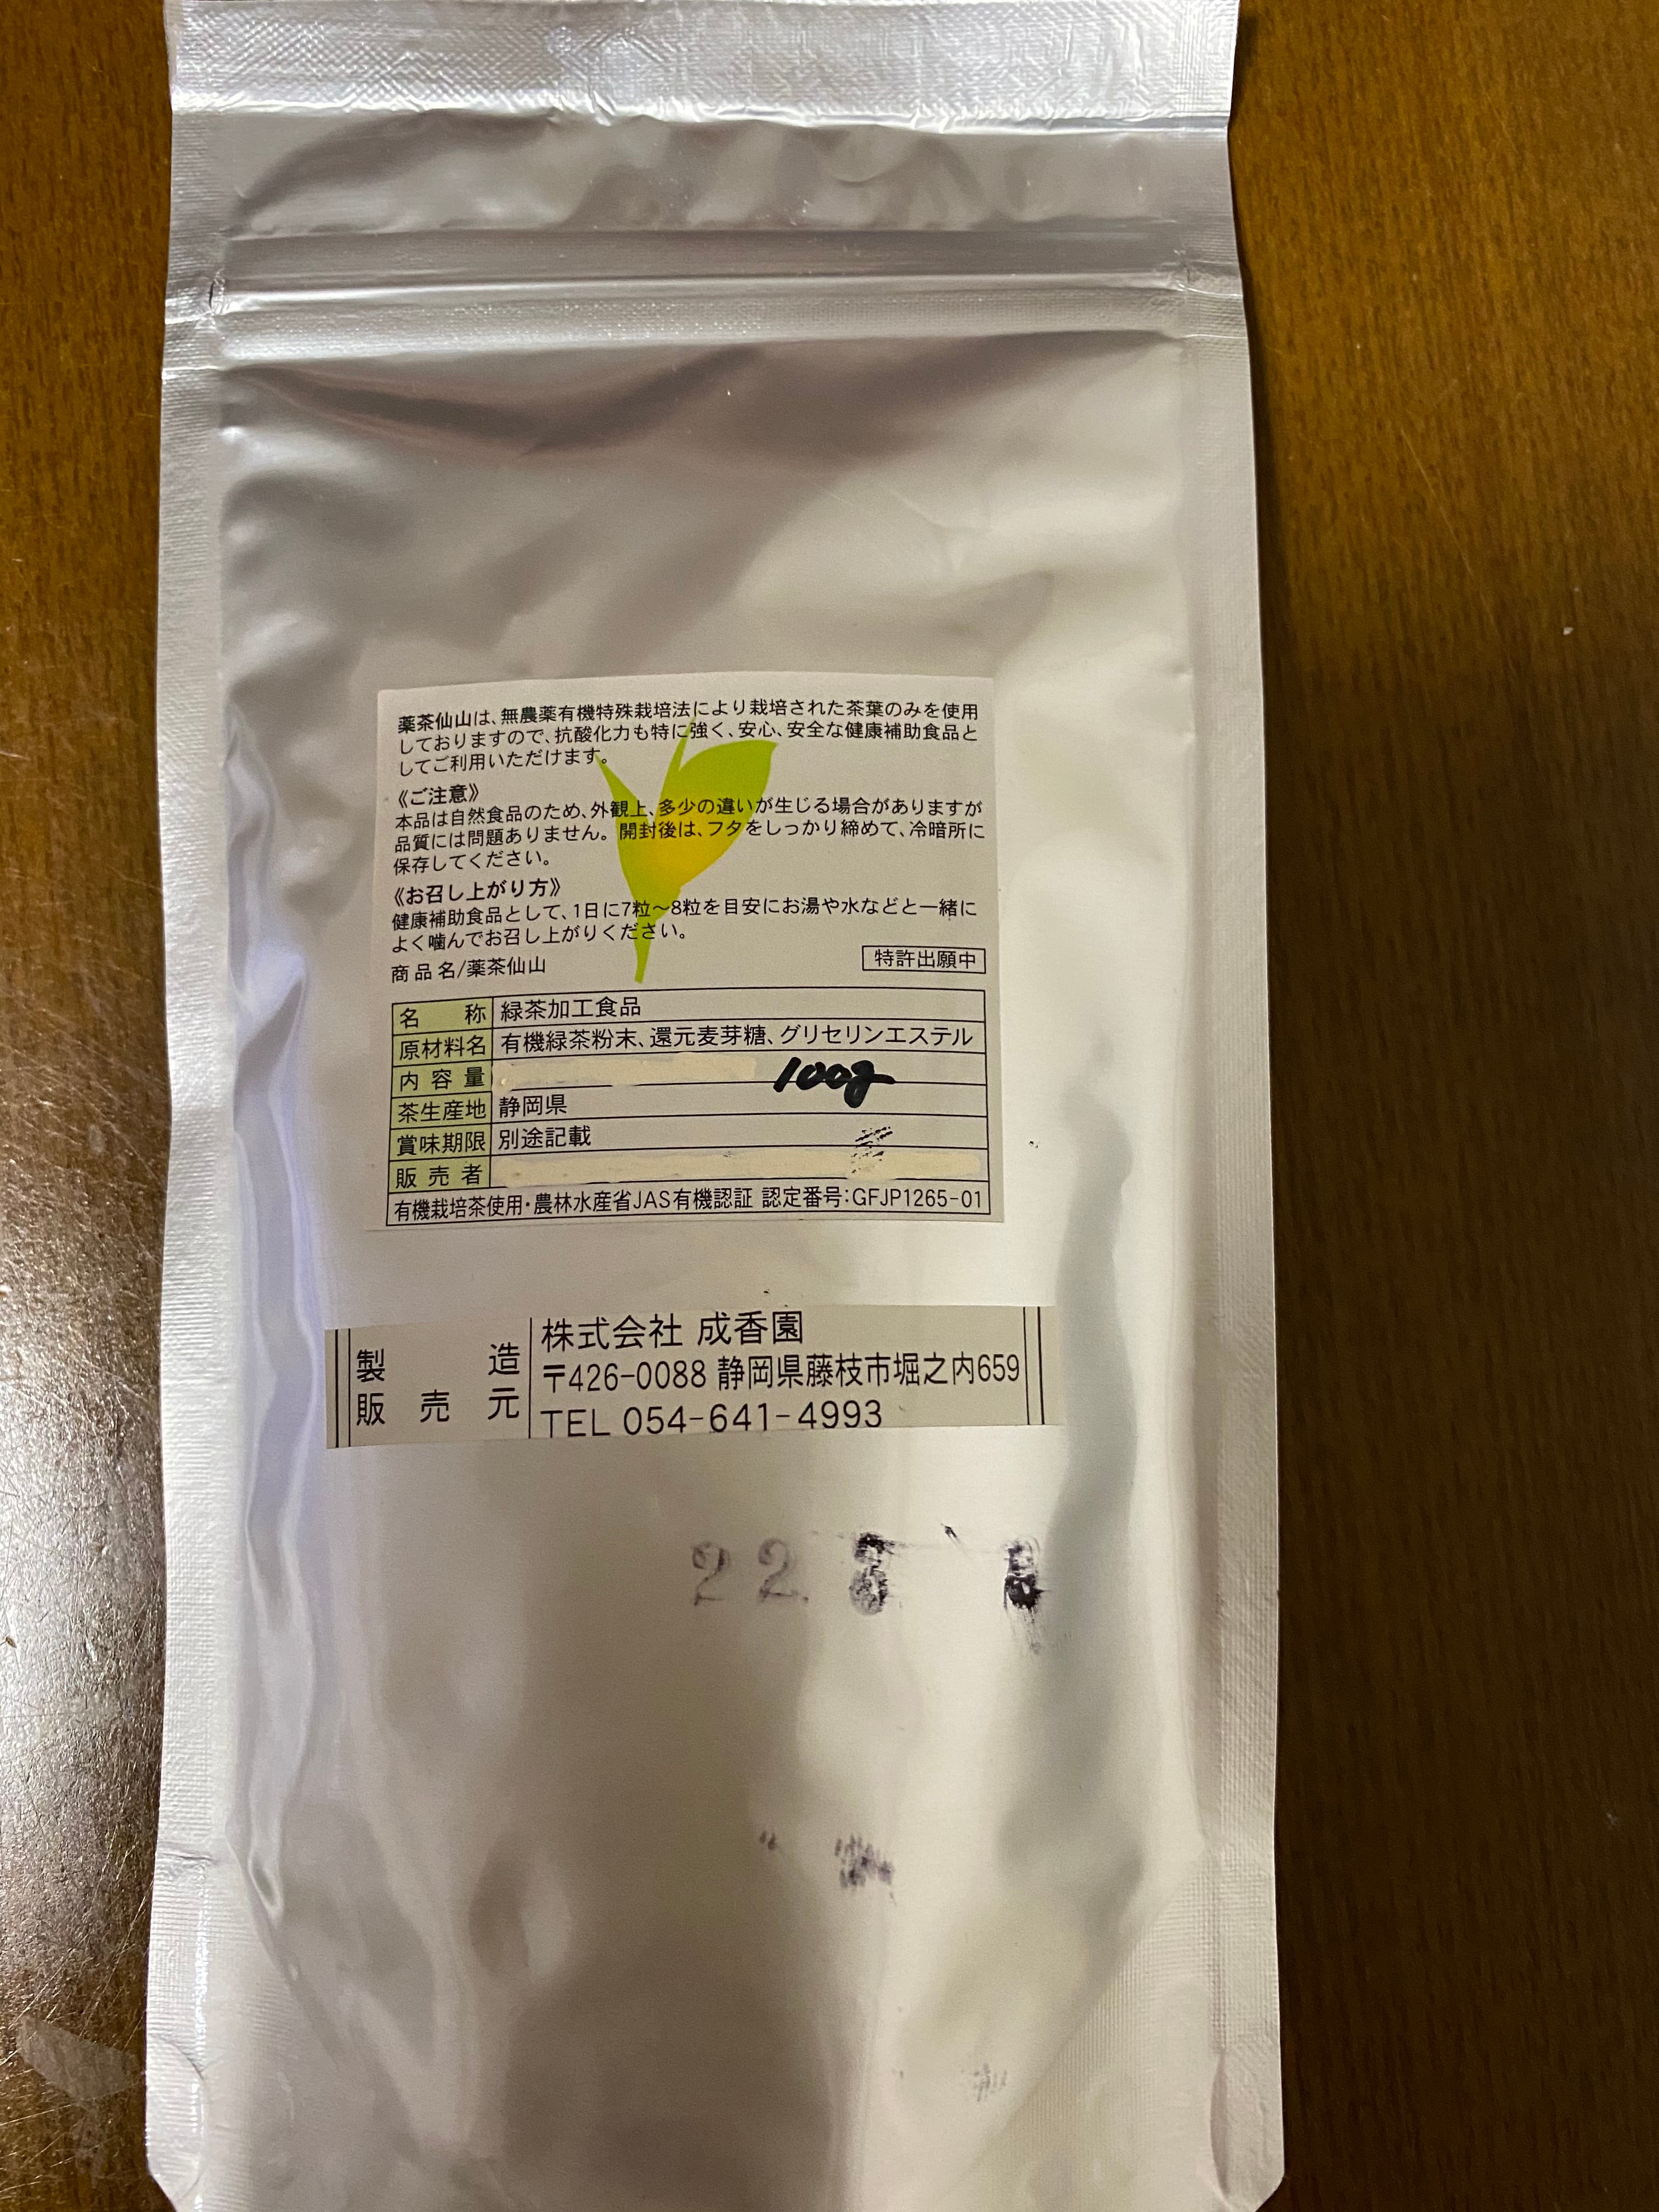 薬茶仙山は、無農薬有機特殊栽培法により栽培された茶葉のみを使用
しておりますので、抗酸化力も特に強く、安心、安全な健康補助食品と
してご利用いただけます。
《ご注意》
本品は自然食品のため、外観上、多少の違いが生じる場合がありますが
品質には問題ありません。開封後は、フタをしっかり締めて、冷暗所に
保存してください。
《お召し上がり方》
健康補助食品として、1日に7粒～8粒を目安にお湯や水などと一緒に
よく噛んでお召し上がりください。
商品名/薬茶仙山 特許出願中
名称 緑茶加工食品
原材料名 有機緑茶粉末、還元麦芽糖、グリセリンエステル
内容量 100g
茶生産地 静岡県
賞味期限 別途記載
販売者
有機栽培茶使用・農林水産省JAS有機認証 認定番号:GFJP1265-01
製造販売元
株式会社 成香園
〒426-0088 静岡県藤枝市堀之内659
TEL 054-641-4993
22.